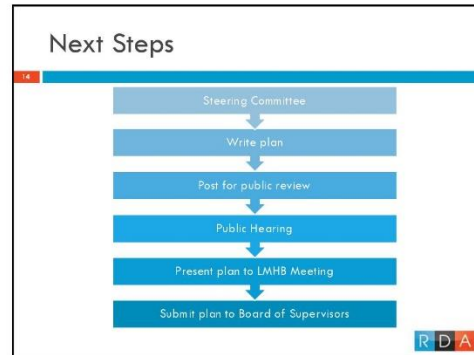 Next Steps
14
Steering Committee
Write plan
Post for public review
Public Hearing
Present plan to LMHB Meeting
Submit plan to Board of Supervisors
R D A